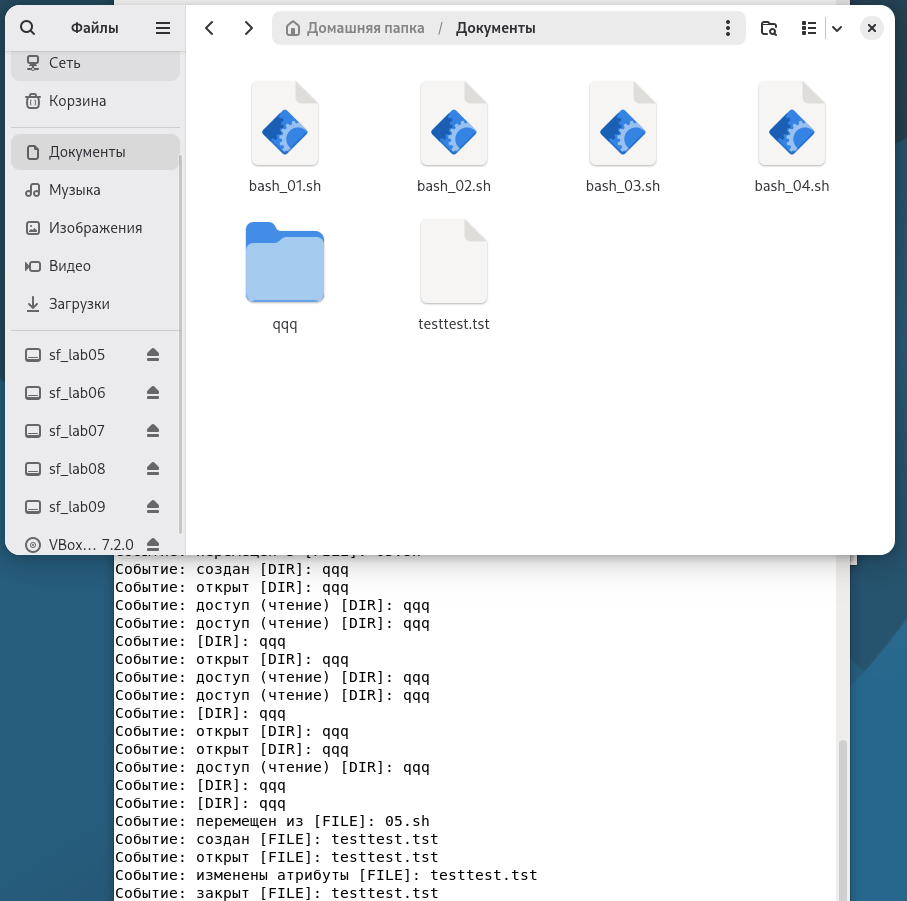 Файлы
Домашняя папка / Документы
Сеть
Корзина
Документы
Музыка
Изображения
Видео
Загрузки
sf_lab05
sf_lab06
sf_lab07
sf_lab08
sf_lab09
VBox… 7.2.0
bash_01.sh
bash_02.sh
bash_03.sh
bash_04.sh
qqq
testtest.tst
Событие: создан [DIR]: qqq
Событие: открыт [DIR]: qqq
Событие: доступ (чтение) [DIR]: qqq
Событие: доступ (чтение) [DIR]: qqq
Событие: [DIR]: qqq
Событие: открыт [DIR]: qqq
Событие: доступ (чтение) [DIR]: qqq
Событие: доступ (чтение) [DIR]: qqq
Событие: [DIR]: qqq
Событие: открыт [DIR]: qqq
Событие: открыт [DIR]: qqq
Событие: доступ (чтение) [DIR]: qqq
Событие: [DIR]: qqq
Событие: [DIR]: qqq
Событие: перемещен из [FILE]: 05.sh
Событие: создан [FILE]: testtest.tst
Событие: открыт [FILE]: testtest.tst
Событие: изменены атрибуты [FILE]: testtest.tst
Событие: закрыт [FILE]: testtest.tst